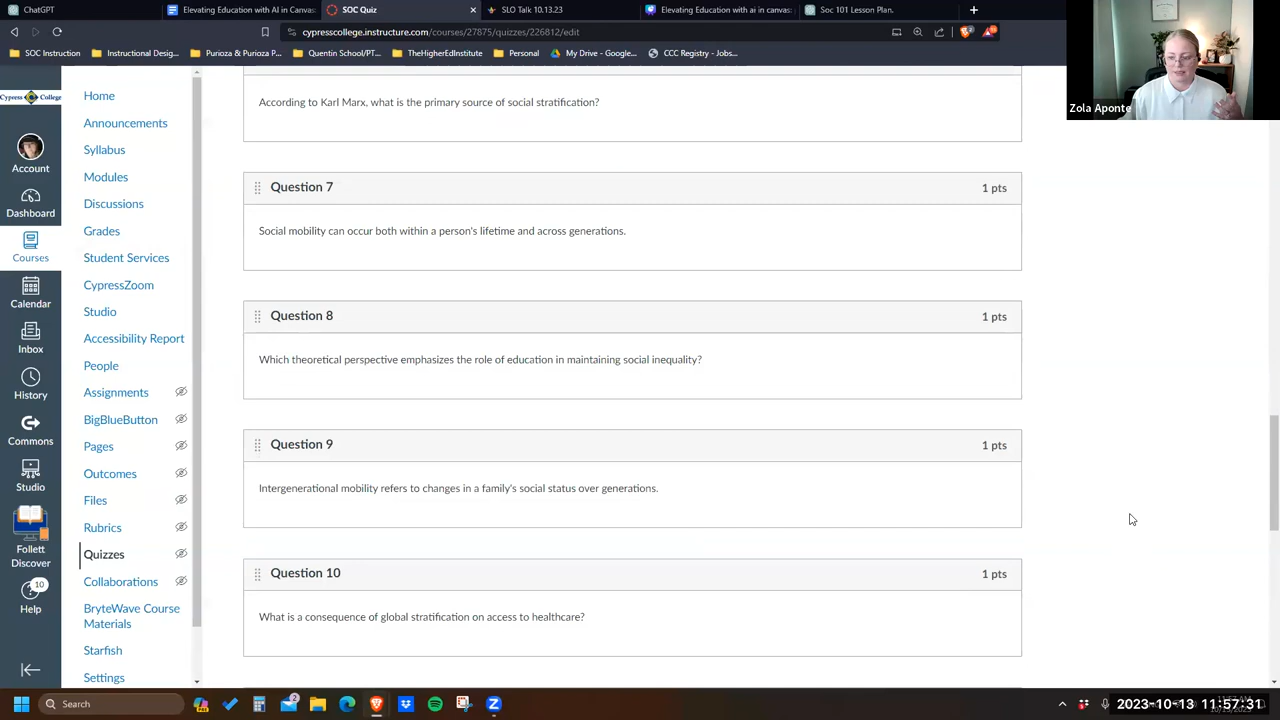 ChatGPT
Elevating Education with AI in Canvas:
SOC Quiz
SLO Talk 10.13.23
Elevating Education with ai in canvas:
Soc 101 Lesson Plan.
cypresscollege.instructure.com/courses/27875/quizzes/226812/edit
SOC Instruction
Instructional Desig...
Purioza & Purioza P...
Quentin School/PT...
TheHigherEdInstitute
Personal
My Drive - Google...
CCC Registry - Jobs...
Zola Aponte
Cypress College
Account
Dashboard
Courses
Calendar
Inbox
History
Commons
Studio
Follett
Discover
10
Help
Home
Announcements
Syllabus
Modules
Discussions
Grades
Student Services
CypressZoom
Studio
Accessibility Report
People
Assignments
BigBlueButton
Pages
Outcomes
Files
Rubrics
Quizzes
Collaborations
BryteWave Course
Materials
Starfish
Settings
According to Karl Marx, what is the primary source of social stratification?
Question 7 1 pts
Social mobility can occur both within a person's lifetime and across generations.
Question 8 1 pts
Which theoretical perspective emphasizes the role of education in maintaining social inequality?
Question 9 1 pts
Intergenerational mobility refers to changes in a family's social status over generations.
Question 10 1 pts
What is a consequence of global stratification on access to healthcare?
Search
2023-10-13 11:57:31